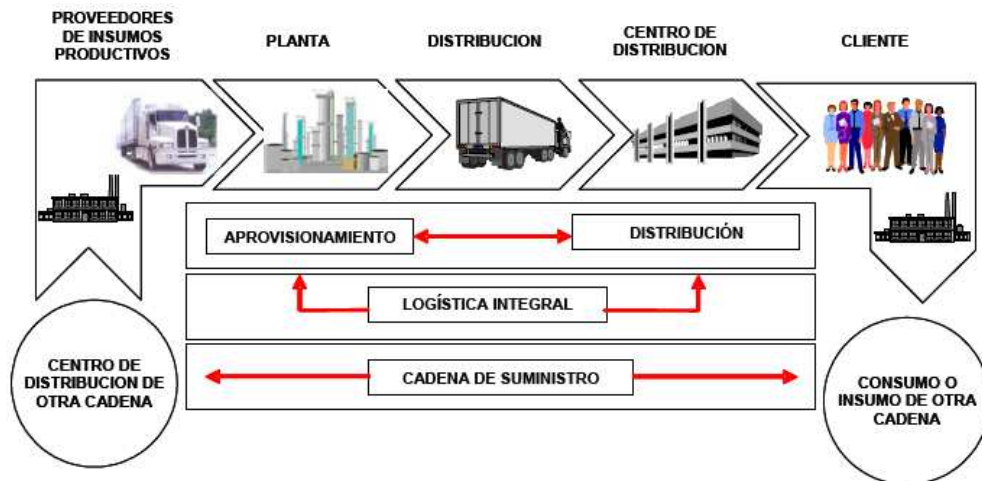 PROVEEDORES
DE INSUMOS
PRODUCTIVOS
PLANTA
DISTRIBUCION
CENTRO DE
DISTRIBUCION
CLIENTE
APROVISIONAMIENTO
DISTRIBUCIÓN
LOGÍSTICA INTEGRAL
CADENA DE SUMINISTRO
CENTRO DE
DISTRIBUCION DE
OTRA CADENA
CONSUMO O
INSUMO DE OTRA
CADENA